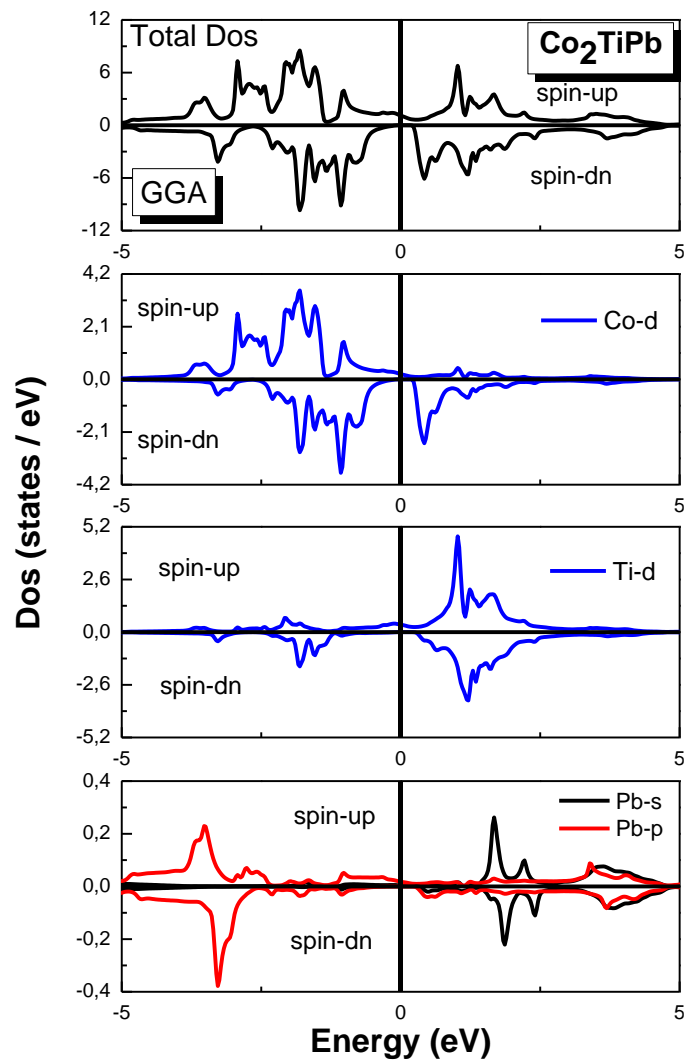 Total Dos
Co2TiPb
spin-up
GGA
spin-dn
12
6
0
-6
-12
-5
0
5
spin-up
Co-d
spin-dn
4,2
2,1
0,0
-2,1
-4,2
-5
0
5
spin-up
Ti-d
spin-dn
5,2
2,6
0,0
-2,6
-5,2
-5
0
5
spin-up
Pb-s
Pb-p
spin-dn
0,4
0,2
0,0
-0,2
-0,4
-5
0
5
Dos (states / eV)
Energy (eV)